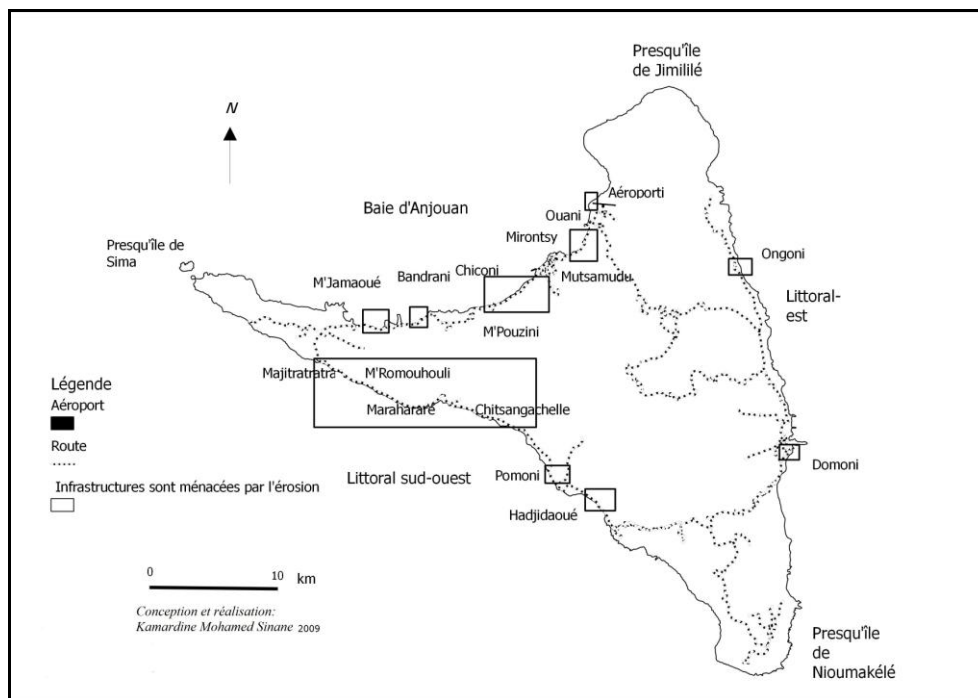 Presqu'île
de Jimililé
N
Aéroporti
Baie d'Anjouan
Ouani
Mirontsy
Presqu'île de
Sima
Ongoni
M'Jamaoué
Bandrani
Chiconi
Mutsamudu
Littoral-
est
M'Pouzini
Majitratratra
M'Romouhouli
Maraharare
Chitsangachelle
Légende
Aéroport
Route
Infrastructures sont ménacées par l'érosion
Littoral sud-ouest
Pomoni
Domoni
Hadjidaoué
0 10 km
Conception et réalisation:
Kamardine Mohamed Sinane 2009
Presqu'île
de
Nioumakélé